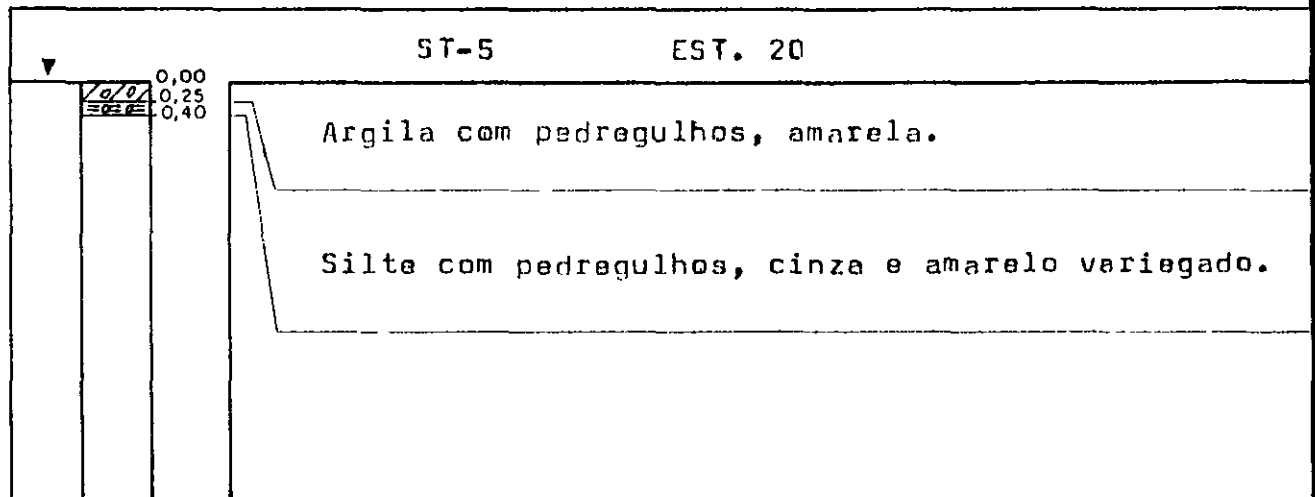 ST-5 EST. 20
0,00
0,25
0,40
Argila com pedregulhos, amarela.
Silte com pedregulhos, cinza e amarelo variegado.